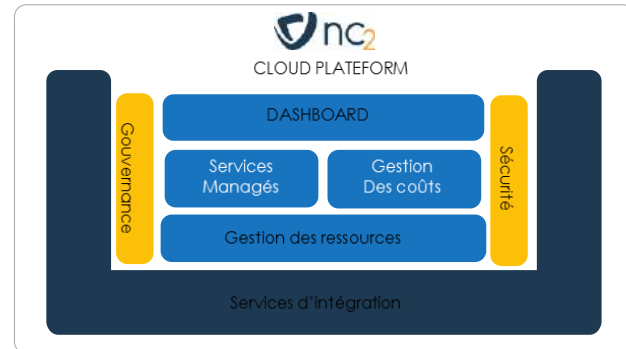 nc2
CLOUD PLATEFORM
DASHBOARD
Gouvernance
Services
Managés
Gestion
Des coûts
Sécurité
Gestion des ressources
Services d'intégration